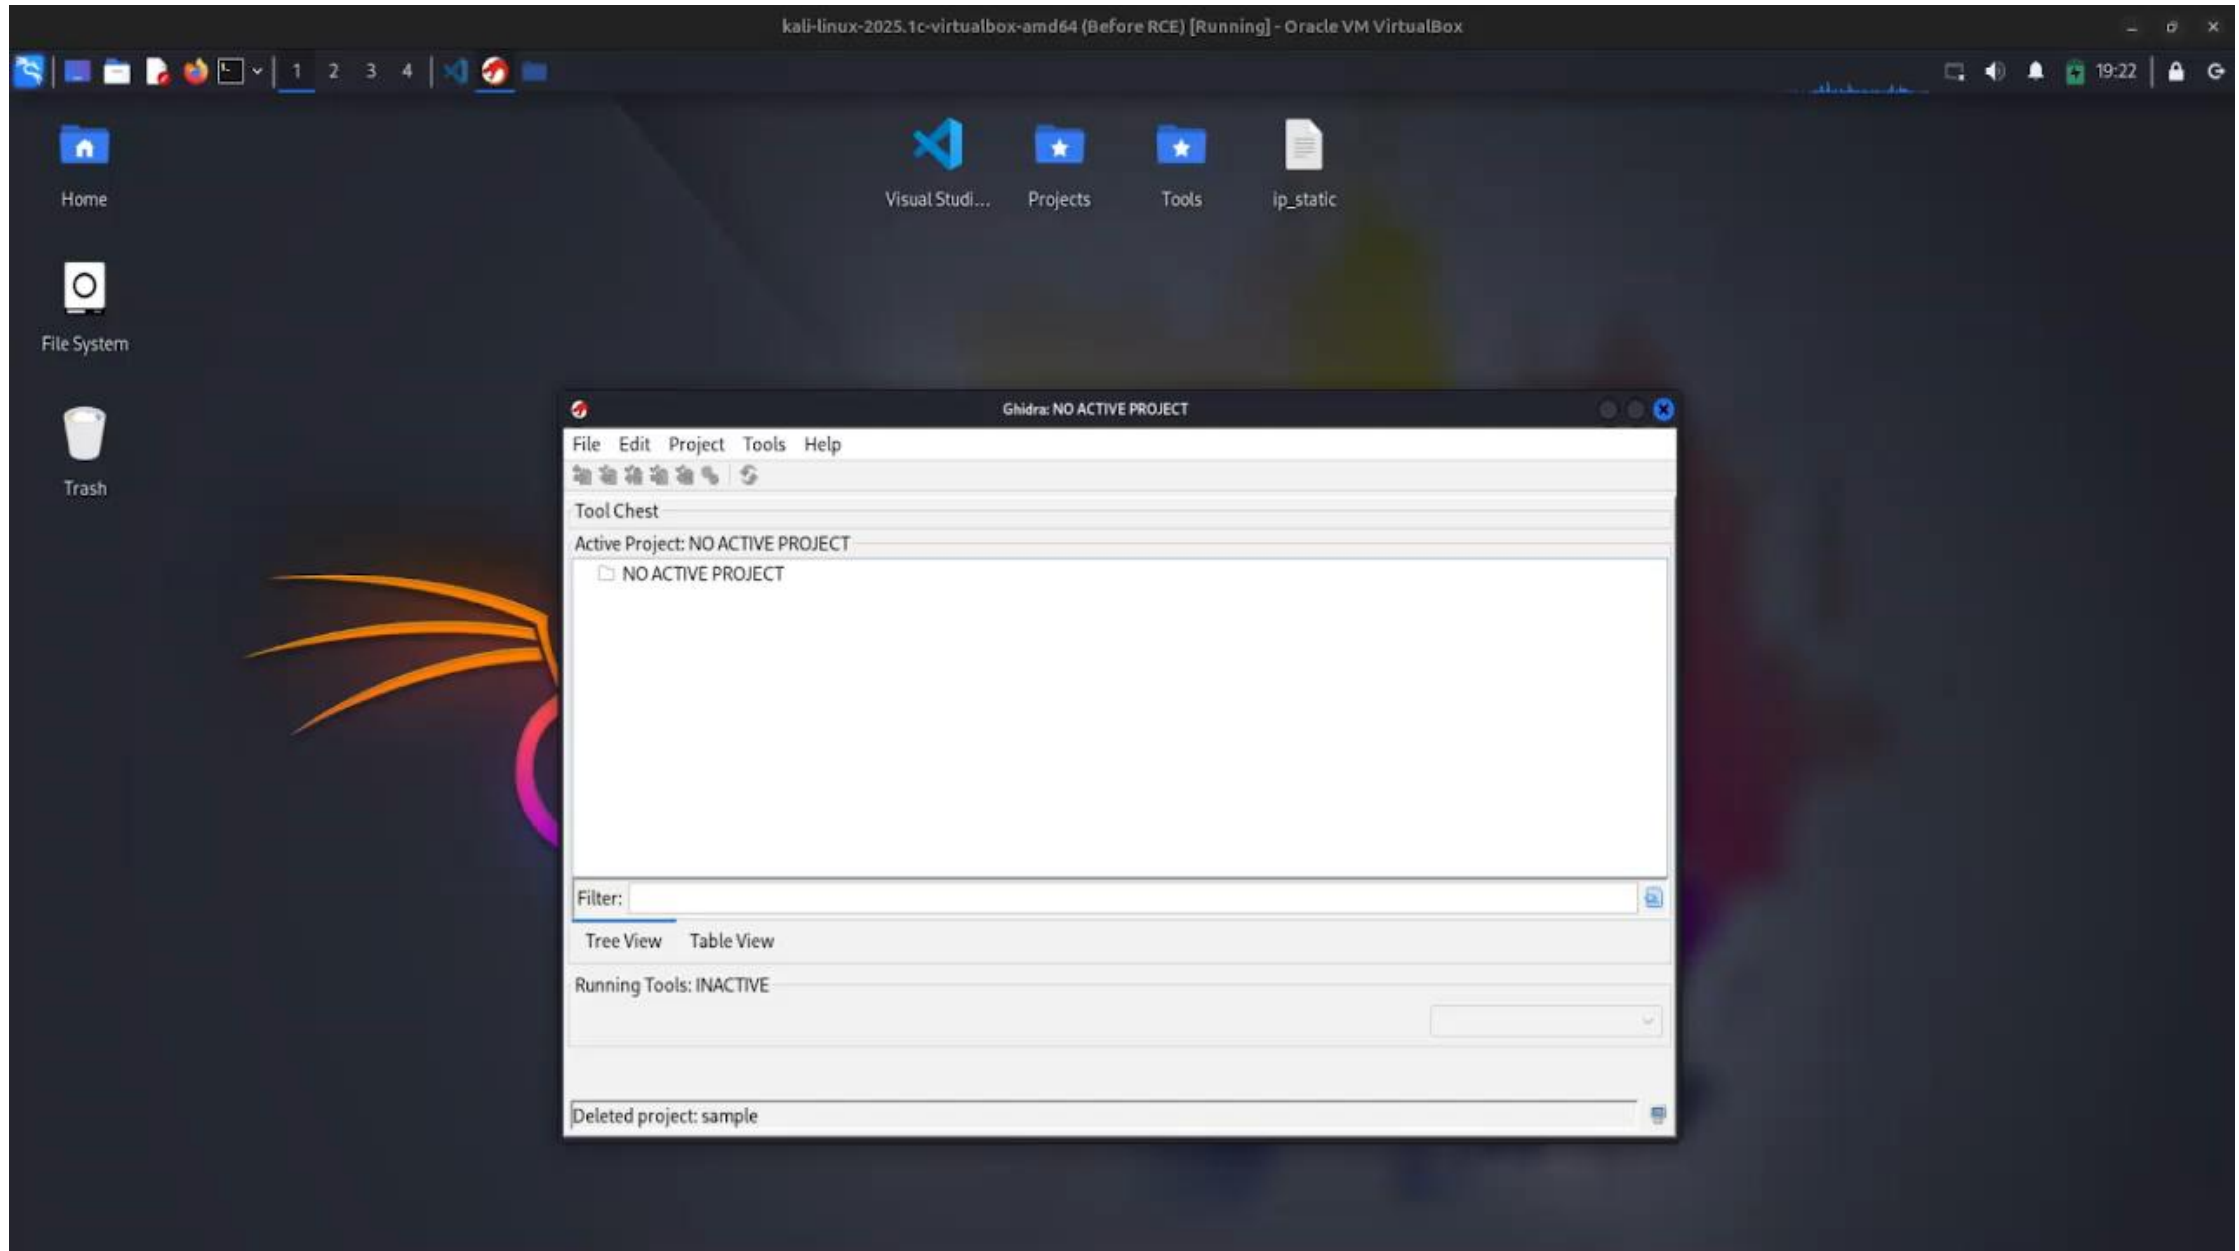 kali-linux-2025.1c-virtualbox-amd64 (Before RCE) [Running] - Oracle VM VirtualBox
1 2 3 4
19:22
Home
Visual Studi...
Projects
Tools
ip_static
File System
Trash
Ghidra: NO ACTIVE PROJECT
File Edit Project Tools Help
Tool Chest
Active Project: NO ACTIVE PROJECT
NO ACTIVE PROJECT
Filter:
Tree View Table View
Running Tools: INACTIVE
Deleted project: sample